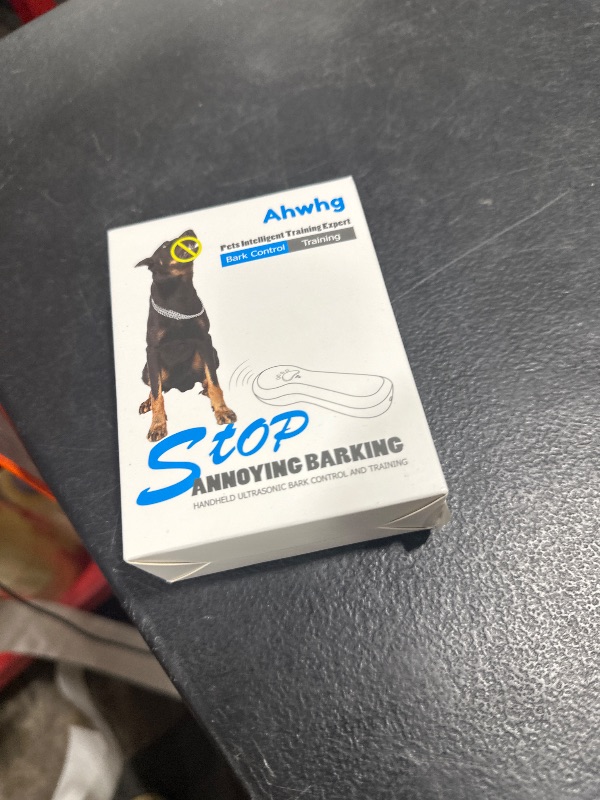 Ahwhg
Pets Intelligent Training Expert
Bark Control Training
Stop
ANNOYING BARKING
HANDHELD ULTRASONIC BARK CONTROL AND TRAINING